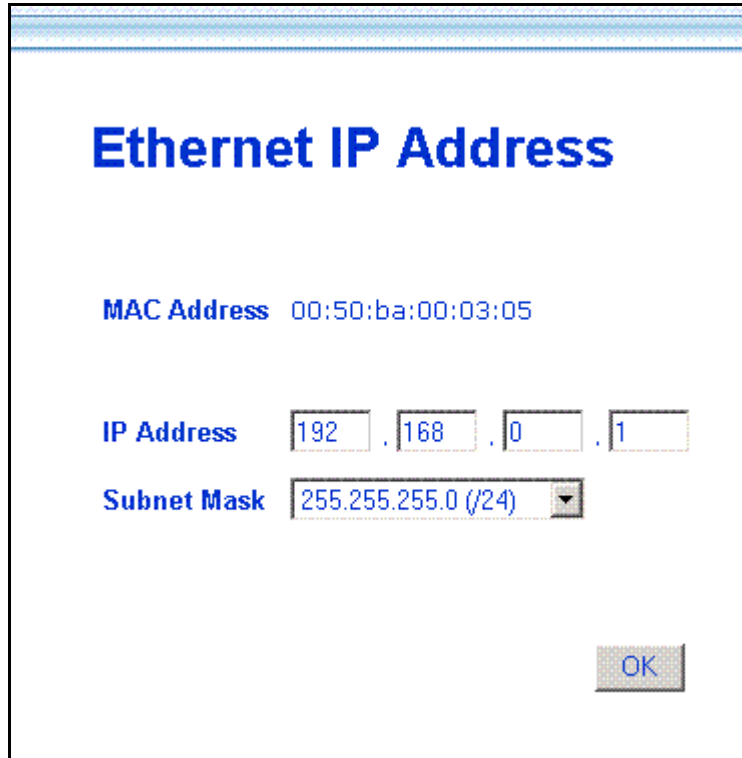 Ethernet IP Address
MAC Address 00:50:ba:00:03:05
IP Address 192 . 168 . 0 . 1
Subnet Mask 255.255.255.0 (/24)
OK